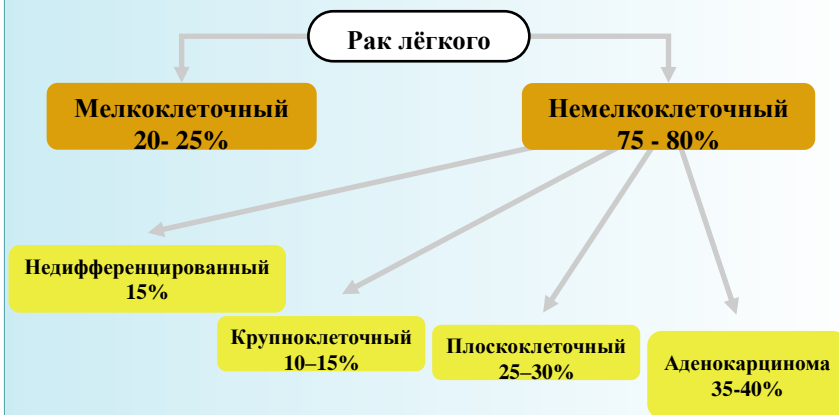 Рак лёгкого
Мелкоклеточный
20- 25%
Немелкоклеточный
75 - 80%
Недифференцированный
15%
Крупноклеточный
10–15%
Плоскоклеточный
25–30%
Аденокарцинома
35-40%